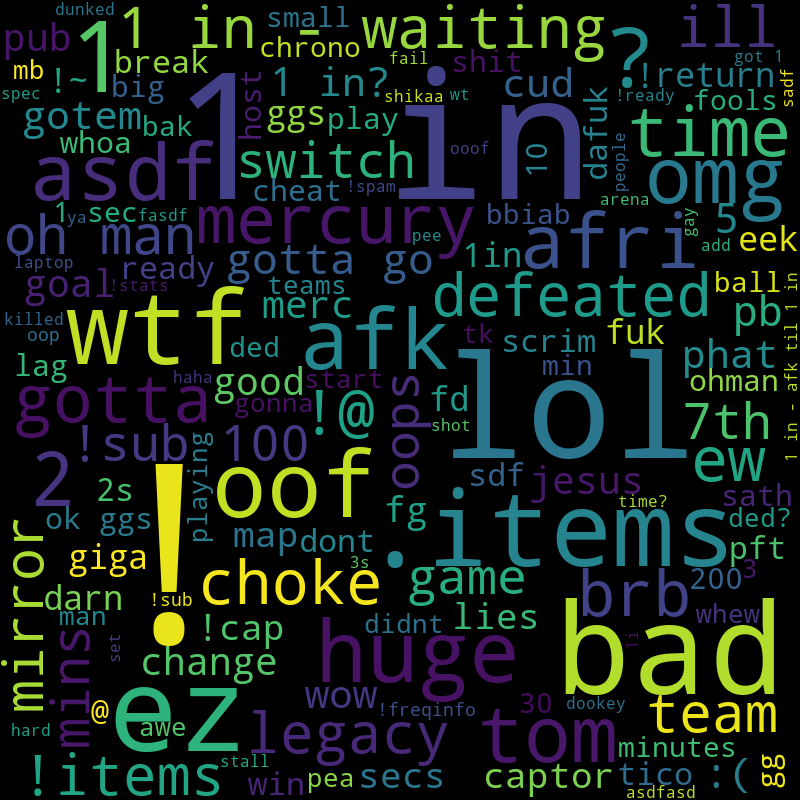 dunked
small
1
1 in - waiting
ill
pub
chrono
fail
shit
?
got 1
mb
!~
break
1 in?
cud
!return
spec
big
host
shikaa
wt
!ready
fools
sadf
gotem
bak
ggs
play
dafuk
time
whoa
switch
1 in
ooof
10
people
asdf
cheat
!spam
omg
arena
1
ya
sec
fasdf
mercury
bbiab
5
gay
oh man
pee
afri
add
eek
laptop
ready
gotta go
1in
goal
!stats
teams
defeated
ball
killed
wtf
merc
afk
pb
oop
ded
tk
scrim
fuk
phat
1 in - afk til 1 in
lag
haha
good
start
min
ohman
gotta
gonna
!@
oops
fd
lol
7th
shot
!sub
100
2
playing
oof
sdf
jesus
ew
2s
time?
sath
ok ggs
map
dont
fg
.items
ded?
mirror
giga
!
3s
pft
choke
game
brb
200
3
darn
!sub
man
!cap
didnt
lies
bad
whew
mins
set
change
huge
1i
@
ez
wow
!freqinfo
30
dookey
team
awe
legacy
tom
hard
minutes
!items
stall
win
pea
secs
captor
tico
:(
gg
asdfasd